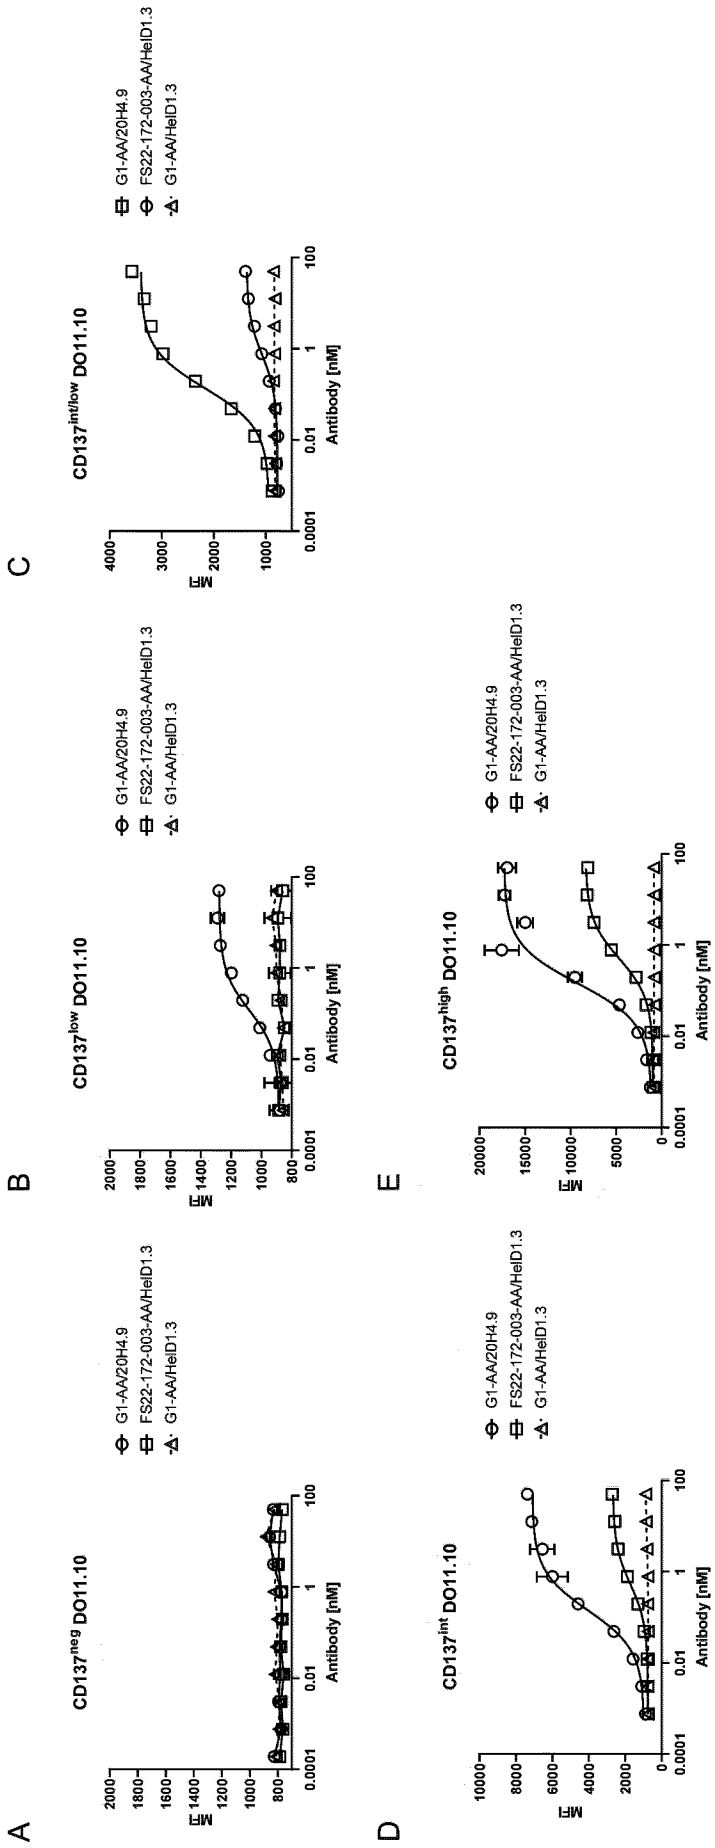 A
CD137neg DO11.10
MFI
2000
1800
1600
1400
1200
1000
800
0.0001
0.01
1
100
Antibody [nM]
G1-AA/20H4.9
FS22-172-003-AA/HelD1.3
G1-AA/HelD1.3
B
CD137low DO11.10
MFI
2000
1800
1600
1400
1200
1000
800
0.0001
0.01
1
100
Antibody [nM]
G1-AA/20H4.9
FS22-172-003-AA/HelD1.3
G1-AA/HelD1.3
C
CD137int/low DO11.10
MFI
4000
3000
2000
1000
0.0001
0.01
1
100
Antibody [nM]
G1-AA/20H4.9
FS22-172-003-AA/HelD1.3
G1-AA/HelD1.3
D
CD137int DO11.10
MFI
10000
8000
6000
4000
2000
0
0.0001
0.01
1
100
Antibody [nM]
G1-AA/20H4.9
FS22-172-003-AA/HelD1.3
G1-AA/HelD1.3
E
CD137high DO11.10
MFI
20000
15000
10000
5000
0
0.0001
0.01
1
100
Antibody [nM]
G1-AA/20H4.9
FS22-172-003-AA/HelD1.3
G1-AA/HelD1.3